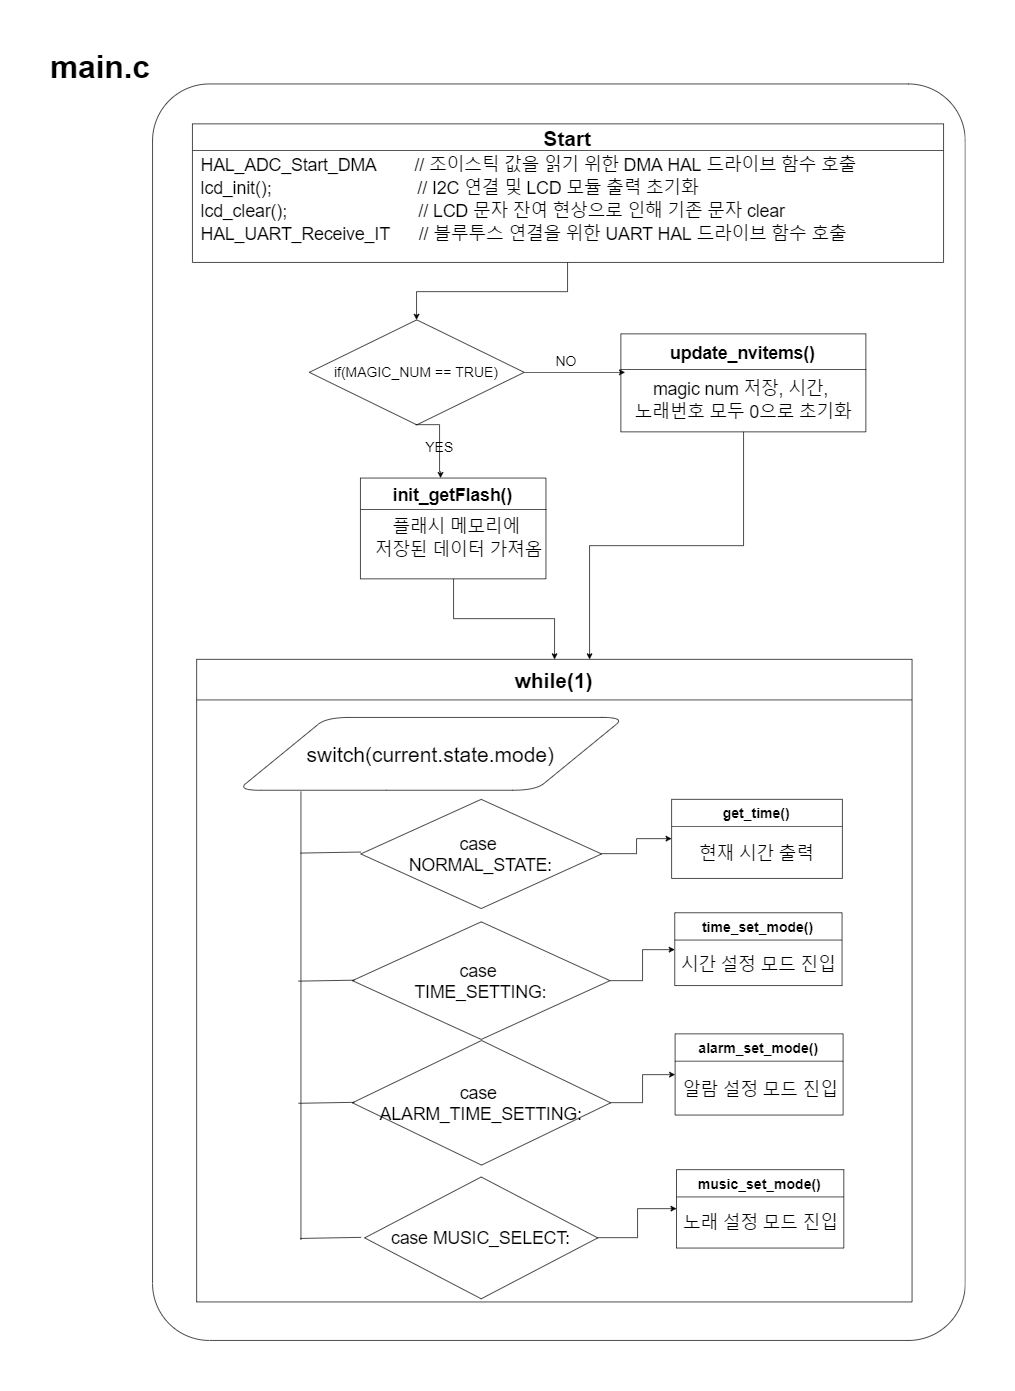 main.c
Start
HAL_ADC_Start_DMA // 조이스틱 값을 읽기 위한 DMA HAL 드라이브 함수 호출
lcd_init(); // I2C 연결 및 LCD 모듈 출력 초기화
lcd_clear(); // LCD 문자 잔여 현상으로 인해 기존 문자 clear
HAL_UART_Receive_IT // 블루투스 연결을 위한 UART HAL 드라이브 함수 호출
if(MAGIC_NUM == TRUE)
NO
update_nvitems()
magic num 저장, 시간,
노래번호 모두 0으로 초기화
YES
init_getFlash()
플래시 메모리에
저장된 데이터 가져옴
while(1)
switch(current.state.mode)
case
NORMAL_STATE:
get_time()
현재 시간 출력
case
TIME_SETTING:
time_set_mode()
시간 설정 모드 진입
case
ALARM_TIME_SETTING:
alarm_set_mode()
알람 설정 모드 진입
case MUSIC_SELECT:
music_set_mode()
노래 설정 모드 진입